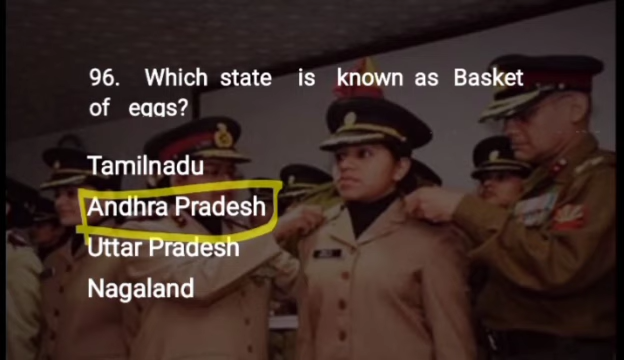 96. Which state is known as Basket
of eggs?
Tamilnadu
Andhra Pradesh
Uttar Pradesh
Nagaland